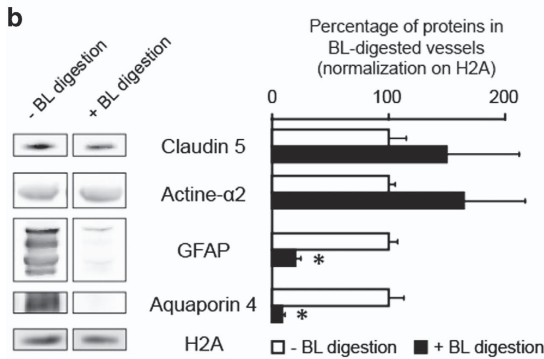 b
- BL digestion
+ BL digestion
Percentage of proteins in
BL-digested vessels
(normalization on H2A)
0 100 200
Claudin 5
Actine-α2
GFAP
*
Aquaporin 4
*
H2A
- BL digestion + BL digestion